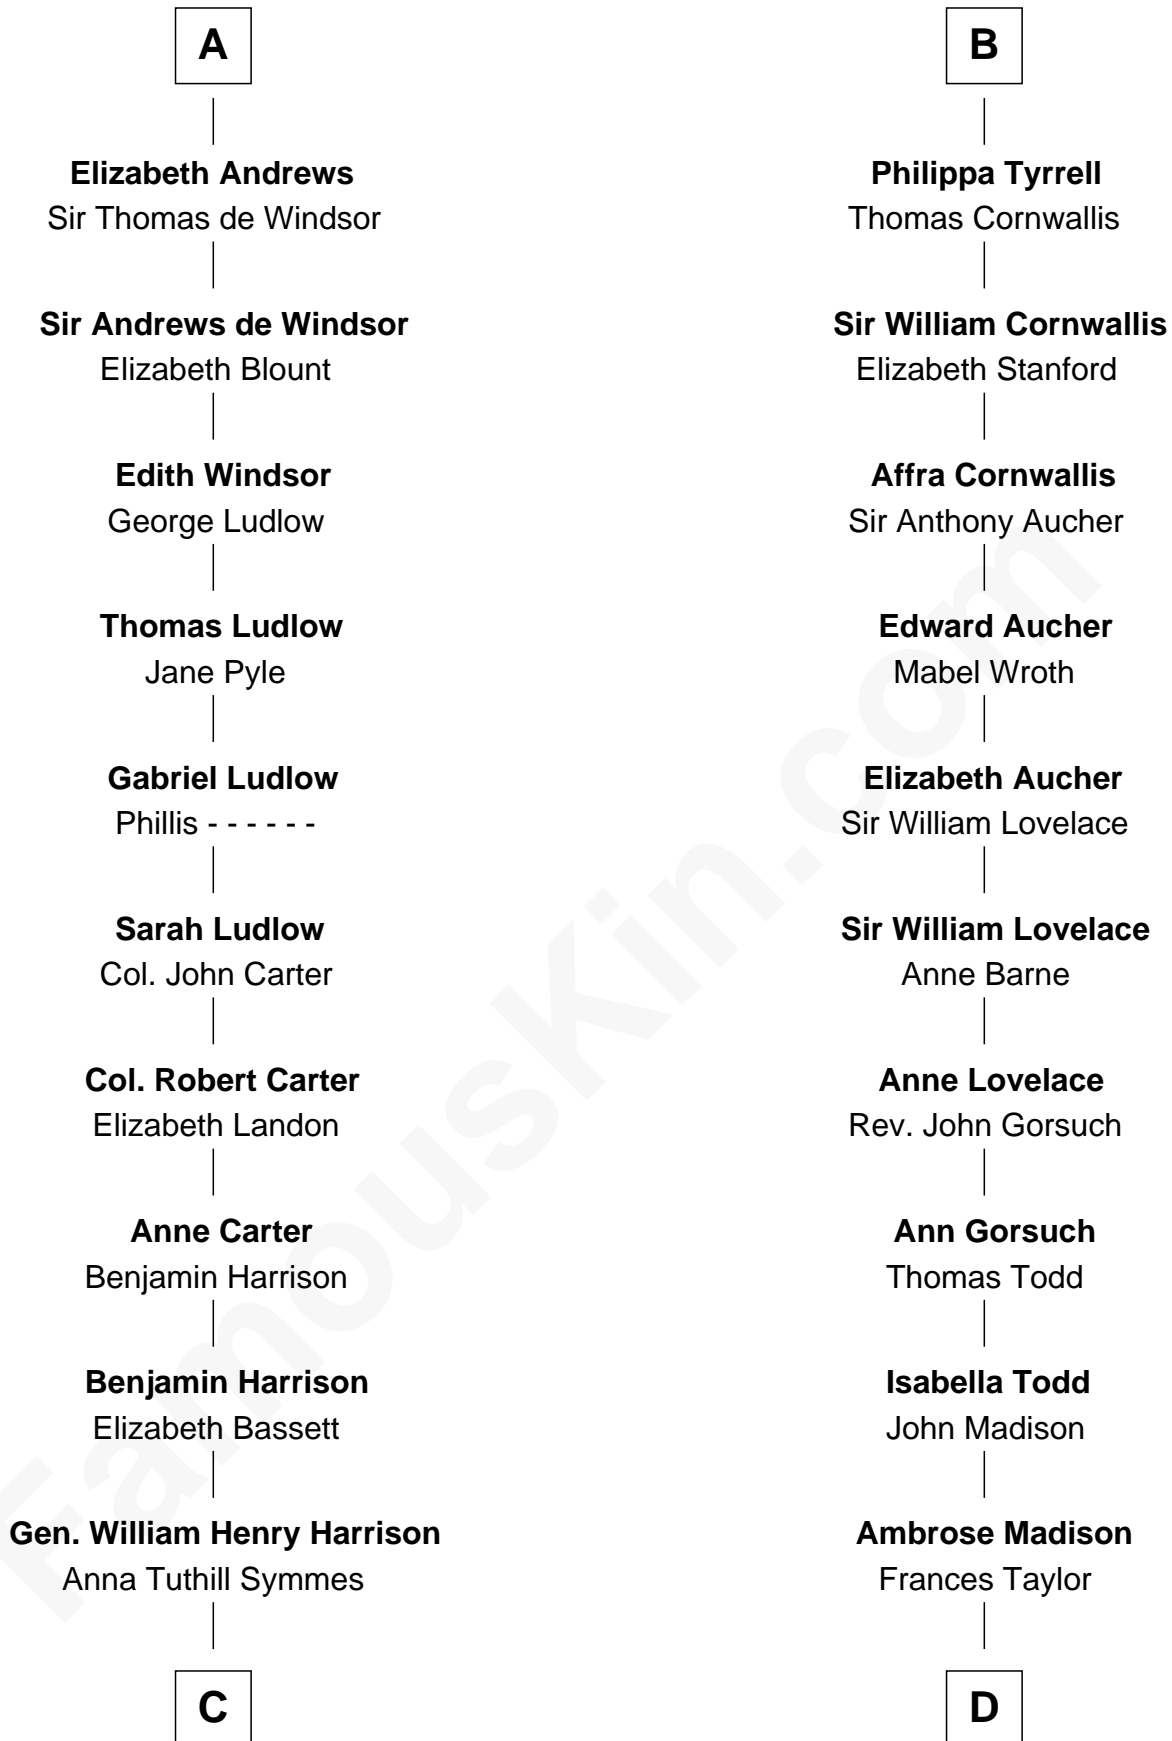 A
Elizabeth Andrews
Sir Thomas de Windsor
Sir Andrews de Windsor
Elizabeth Blount
Edith Windsor
George Ludlow
Thomas Ludlow
Jane Pyle
Gabriel Ludlow
Phillis - - - - - -
Sarah Ludlow
Col. John Carter
Col. Robert Carter
Elizabeth Landon
Anne Carter
Benjamin Harrison
Benjamin Harrison
Elizabeth Bassett
Gen. William Henry Harrison
Anna Tuthill Symmes
C
B
Philippa Tyrrell
Thomas Cornwallis
Sir William Cornwallis
Elizabeth Stanford
Affra Cornwallis
Sir Anthony Aucher
Edward Aucher
Mabel Wroth
Elizabeth Aucher
Sir William Lovelace
Sir William Lovelace
Anne Barne
Anne Lovelace
Rev. John Gorsuch
Ann Gorsuch
Thomas Todd
Isabella Todd
John Madison
Ambrose Madison
Frances Taylor
D
FamousKin.com